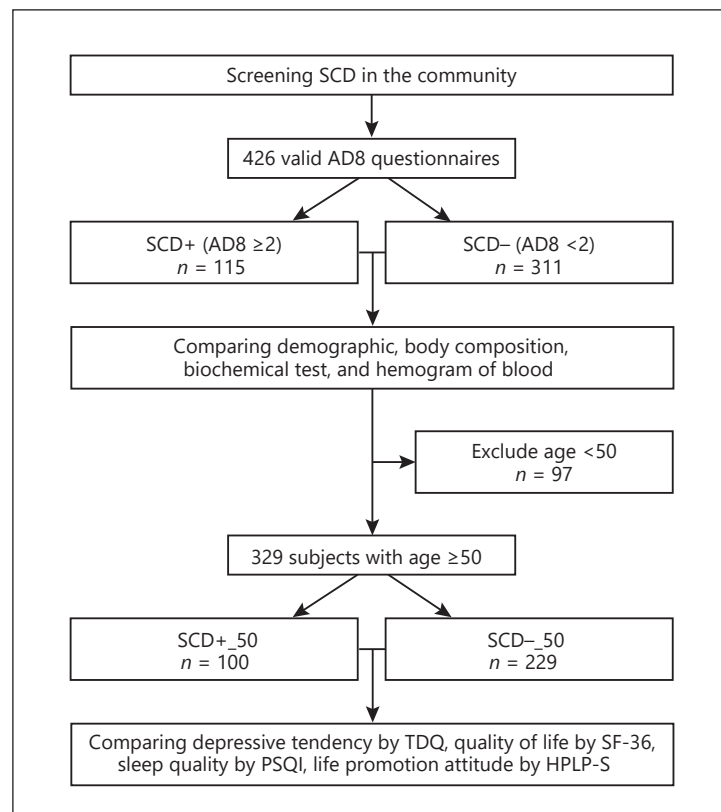 Screening SCD in the community
426 valid AD8 questionnaires
SCD+ (AD8 ≥2)
n = 115
SCD– (AD8 <2)
n = 311
Comparing demographic, body composition,
biochemical test, and hemogram of blood
Exclude age <50
n = 97
329 subjects with age ≥50
SCD+_50
n = 100
SCD–_50
n = 229
Comparing depressive tendency by TDQ, quality of life by SF-36,
sleep quality by PSQI, life promotion attitude by HPLP-S